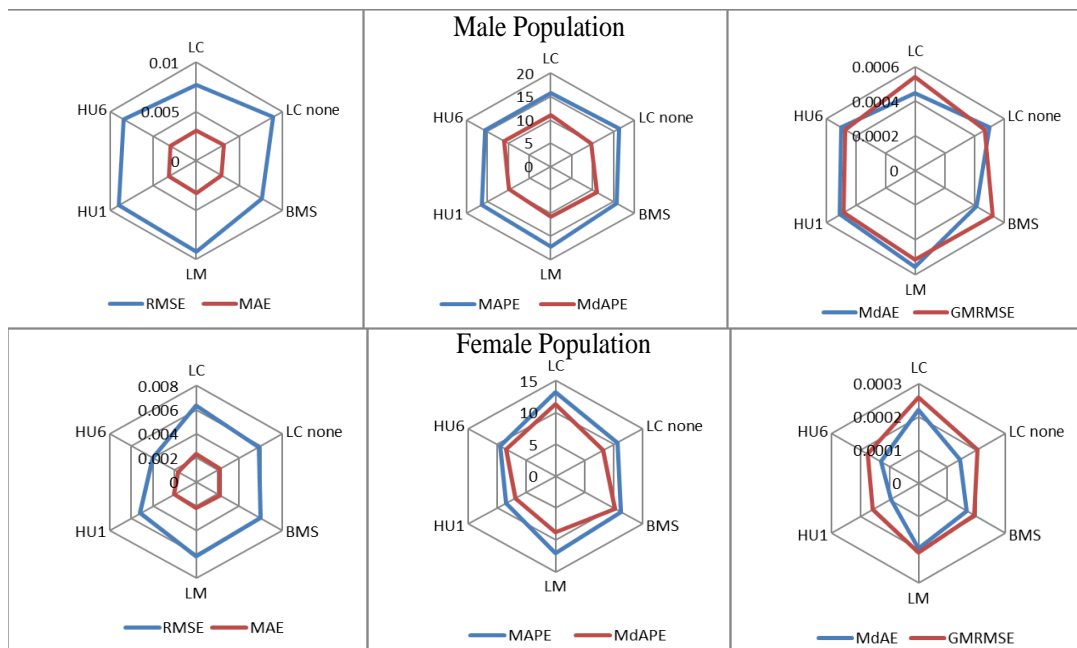 Male Population
LC
0.01
0.005
0
LC none
BMS
LM
HU1
HU6
RMSE
MAE
LC
20
15
10
5
0
LC none
BMS
LM
HU1
HU6
MAPE
MdAPE
LC
0.0006
0.0004
0.0002
0
LC none
BMS
LM
HU1
HU6
MdAE
GMRMSE
Female Population
LC
0.008
0.006
0.004
0.002
0
LC none
BMS
LM
HU1
HU6
RMSE
MAE
LC
15
10
5
0
LC none
BMS
LM
HU1
HU6
MAPE
MdAPE
LC
0.0003
0.0002
0.0001
0
LC none
BMS
LM
HU1
HU6
MdAE
GMRMSE